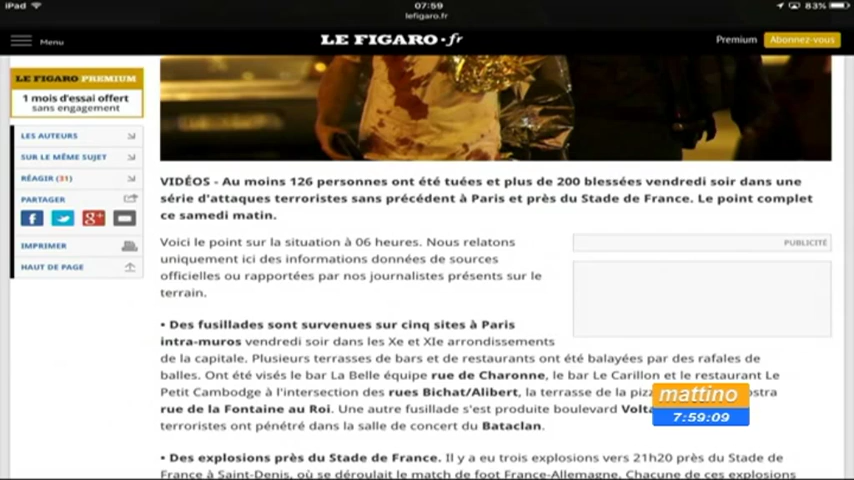 iPad
07:59
83%
lefigaro.fr
Menu
LE FIGARO·fr
Premium
Abonnez-vous
LE FIGARO PREMIUM
1 mois d'essai offert
sans engagement
LES AUTEURS
SUR LE MÊME SUJET
RÉAGIR (31)
PARTAGER
f
g+
IMPRIMER
HAUT DE PAGE
VIDÉOS - Au moins 126 personnes ont été tuées et plus de 200 blessées vendredi soir dans une
série d'attaques terroristes sans précédent à Paris et près du Stade de France. Le point complet
ce samedi matin.
Voici le point sur la situation à 06 heures. Nous relatons
uniquement ici des informations données de sources
officielles ou rapportées par nos journalistes présents sur le
terrain.
PUBLICITÉ
• Des fusillades sont survenues sur cinq sites à Paris
intra-muros vendredi soir dans les Xe et XIe arrondissements
de la capitale. Plusieurs terrasses de bars et de restaurants ont été balayées par des rafales de
balles. Ont été visés le bar La Belle équipe rue de Charonne, le bar Le Carillon et le restaurant Le
Petit Cambodge à l'intersection des rues Bichat/Alibert, la terrasse de la
rue de la Fontaine au Roi. Une autre fusillade s'est produite boulevard
terroristes ont pénétré dans la salle de concert du Bataclan.
• Des explosions près du Stade de France. Il y a eu trois explosions vers 21h20 près du Stade de
France à Saint-Denis, où se déroulait le match de foot France-Allemagne. Chacune de ces explosions
mattino
7:59:09